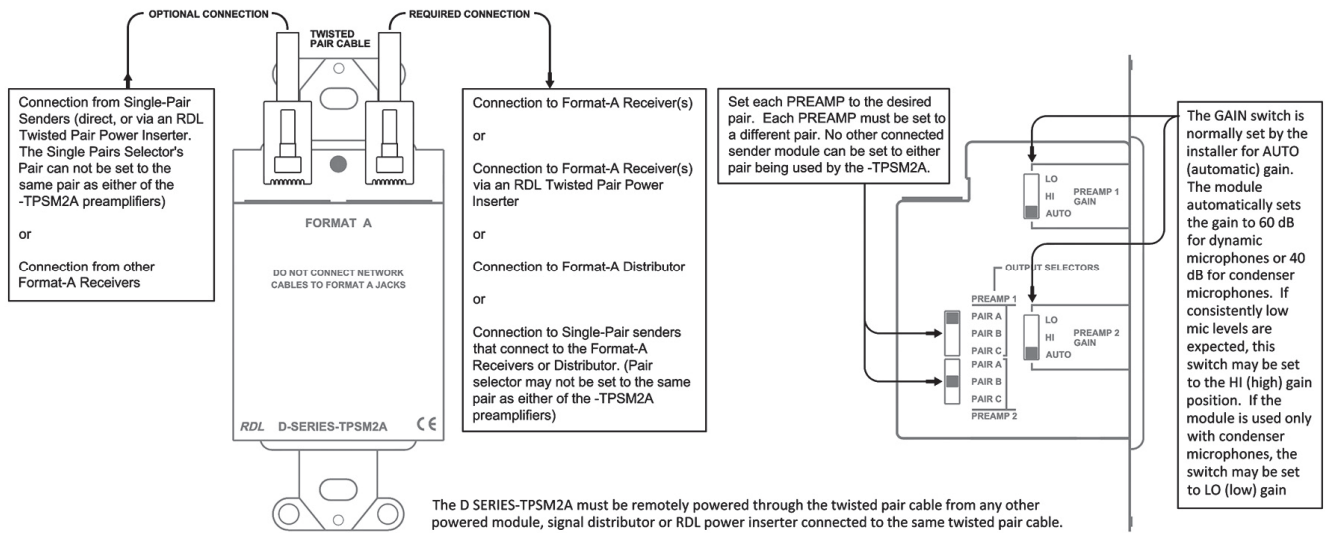 OPTIONAL CONNECTION
REQUIRED CONNECTION
TWISTED
PAIR CABLE
Connection from Single-Pair
Senders (direct, or via an RDL
Twisted Pair Power Inserter.
The Single Pairs Selector's
Pair can not be set to the
same pair as either of the
-TPSM2A preamplifiers)
or
Connection from other
Format-A Receivers
FORMAT A
DO NOT CONNECT NETWORK
CABLES TO FORMAT A JACKS
RDL D-SERIES-TPSM2A CE
Connection to Format-A Receiver(s)
or
Connection to Format-A Receiver(s)
via an RDL Twisted Pair Power
Inserter
or
Connection to Format-A Distributor
or
Connection to Single-Pair senders
that connect to the Format-A
Receivers or Distributor. (Pair
selector may not be set to the same
pair as either of the -TPSM2A
preamplifiers)
Set each PREAMP to the desired
pair. Each PREAMP must be set to
a different pair. No other connected
sender module can be set to either
pair being used by the -TPSM2A.
LO
HI
AUTO
PREAMP 1
GAIN
OUTPUT SELECTORS
PREAMP 1
PAIR A
PAIR B
PAIR C
PAIR A
PAIR B
PAIR C
PREAMP 2
LO
HI
AUTO
PREAMP 2
GAIN
The GAIN switch is
normally set by the
installer for AUTO
(automatic) gain.
The module
automatically sets
the gain to 60 dB
for dynamic
microphones or 40
dB for condenser
microphones. If
consistently low
mic levels are
expected, this
switch may be set
to the HI (high) gain
position. If the
module is used only
with condenser
microphones, the
switch may be set
to LO (low) gain
The D SERIES-TPSM2A must be remotely powered through the twisted pair cable from any other
powered module, signal distributor or RDL power inserter connected to the same twisted pair cable.